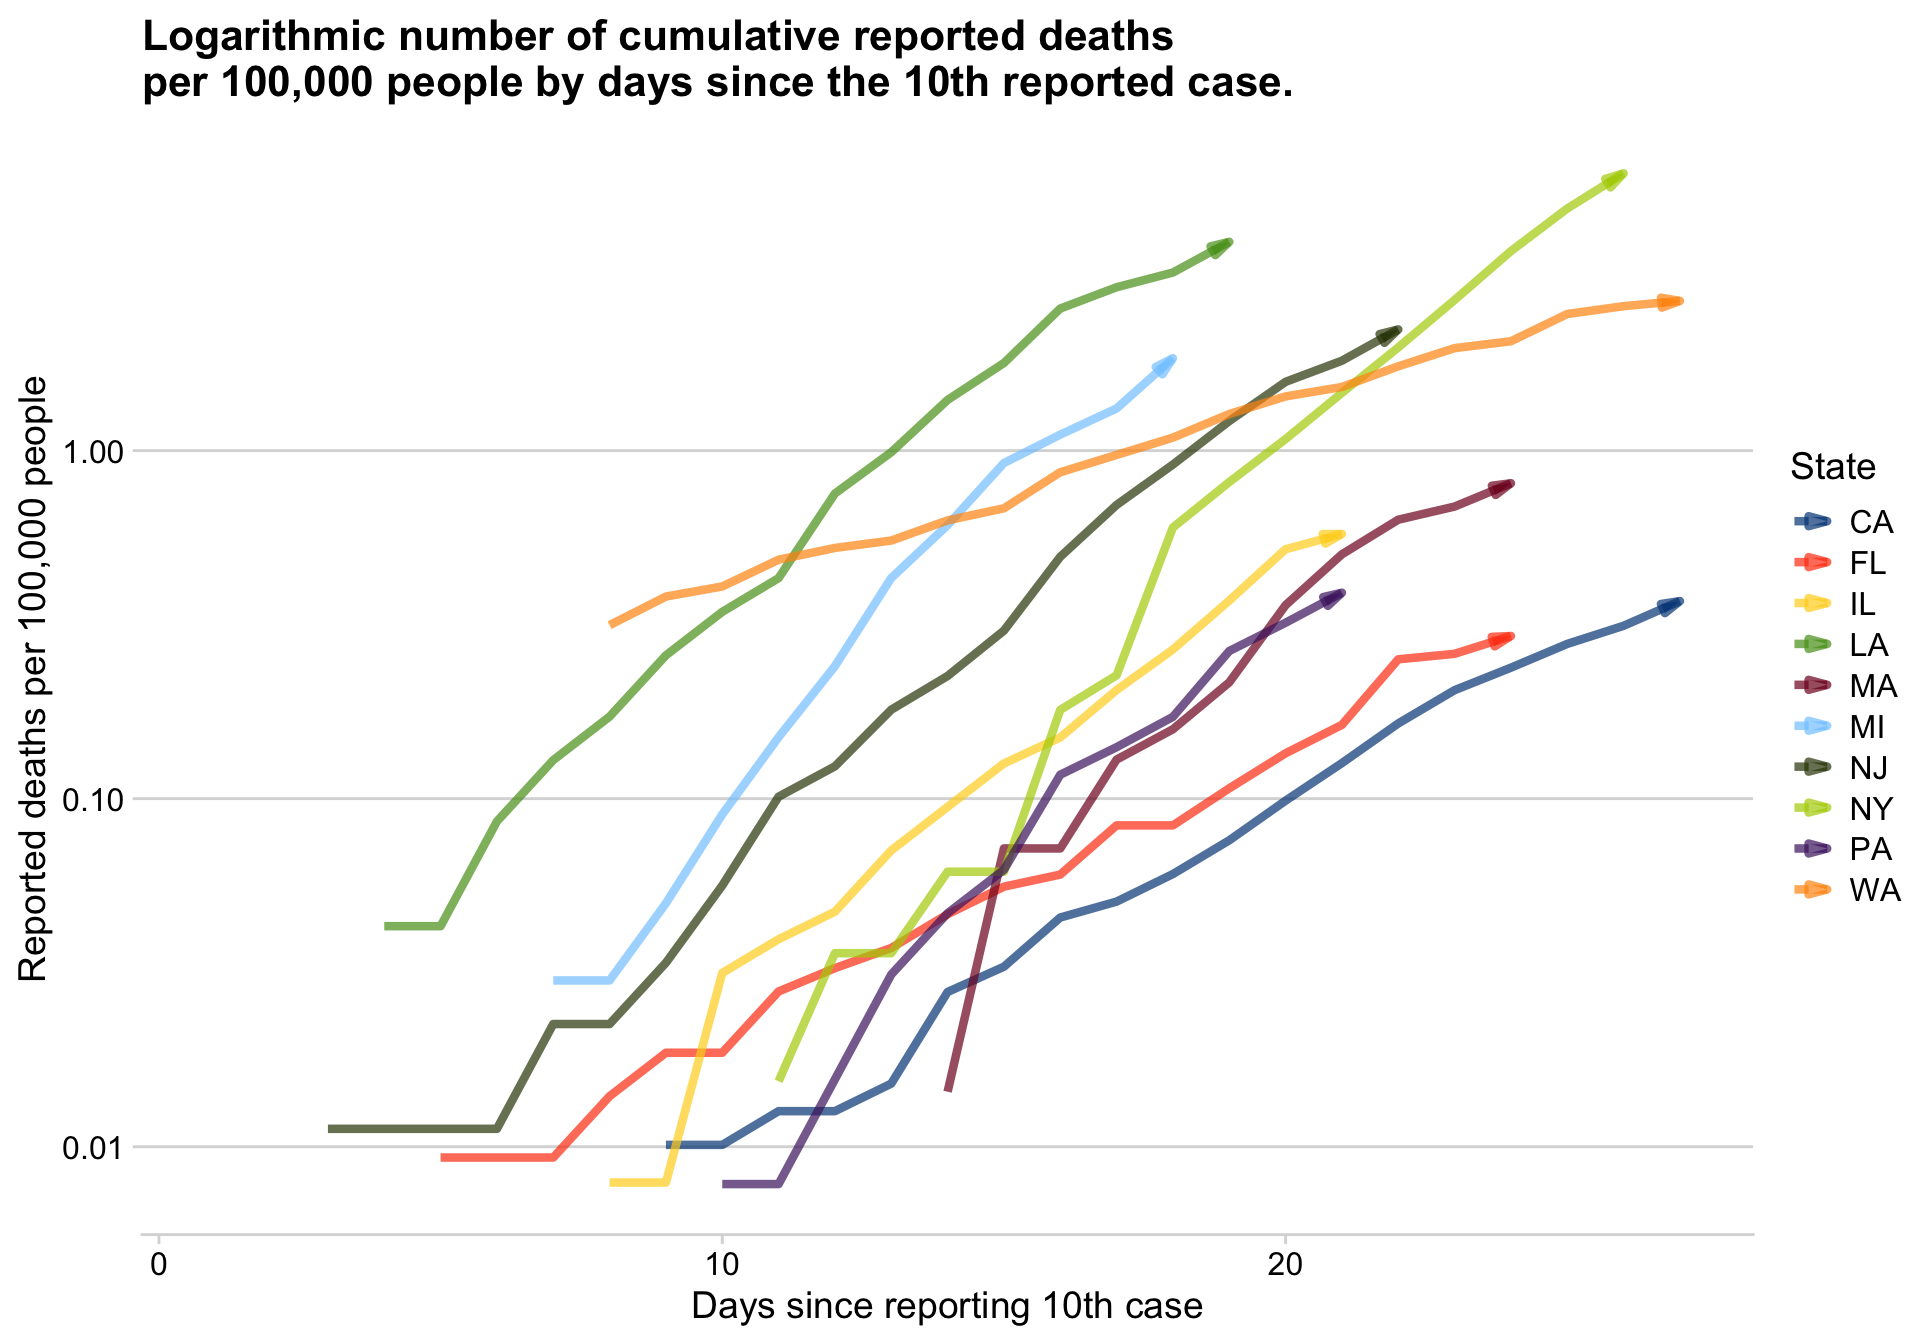 Logarithmic number of cumulative reported deaths
per 100,000 people by days since the 10th reported case.
Reported deaths per 100,000 people
1.00
0.10
0.01
0
10
20
Days since reporting 10th case
State
CA
FL
IL
LA
MA
MI
NJ
NY
PA
WA